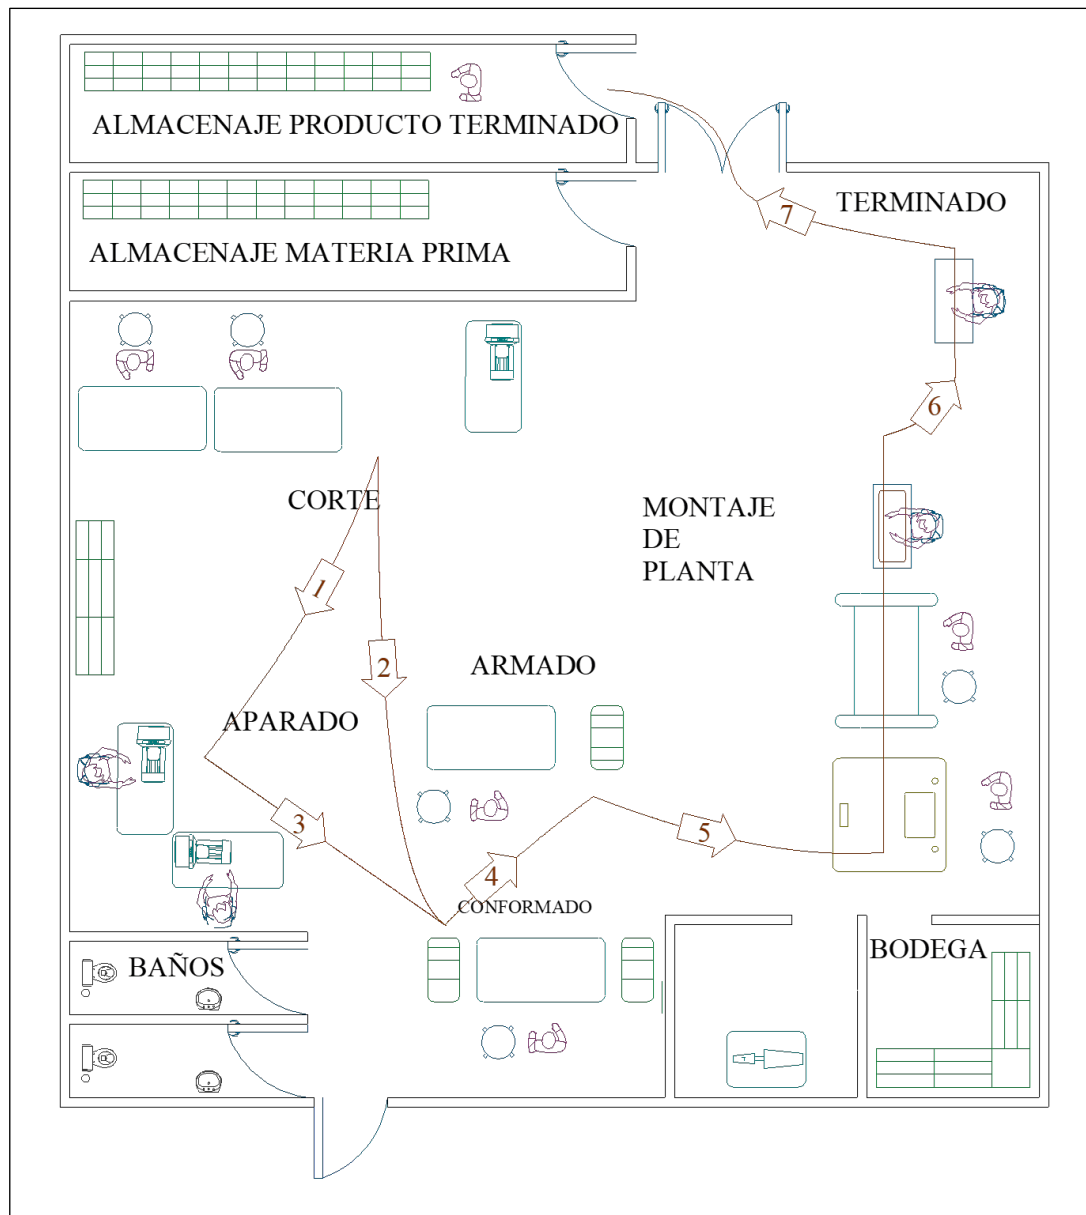 ALMACENAJE PRODUCTO TERMINADO
7
TERMINADO
ALMACENAJE MATERIA PRIMA
6
CORTE
MONTAJE
DE
PLANTA
1
2
ARMADO
APARADO
3
5
4
CONFORMADO
BAÑOS
BODEGA